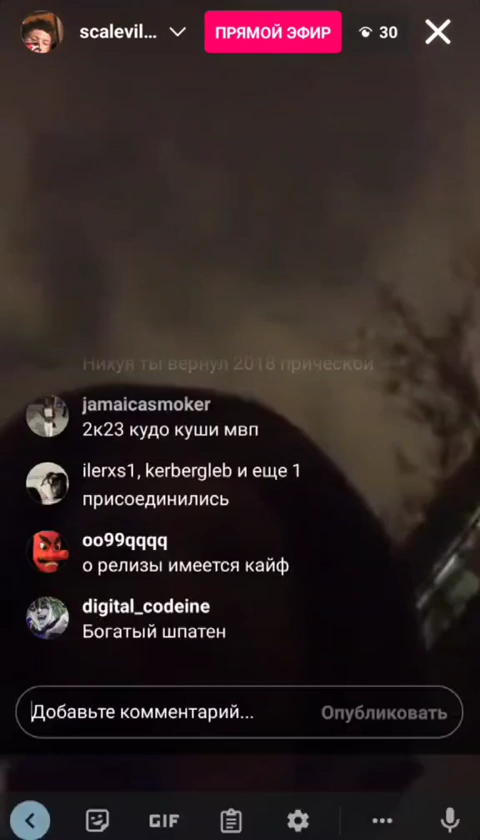 scalevil...
ПРЯМОЙ ЭФИР
30
Нихуя ты вернул 2018 прически
jamaicasmoker
2к23 кудо куши мвп
ilerxs1, kerbergleb и еще 1
присоединились
oo99qqqq
о релизы имеется кайф
digital_codeine
Богатый шпатен
Добавьте комментарий...
Опубликовать
GIF